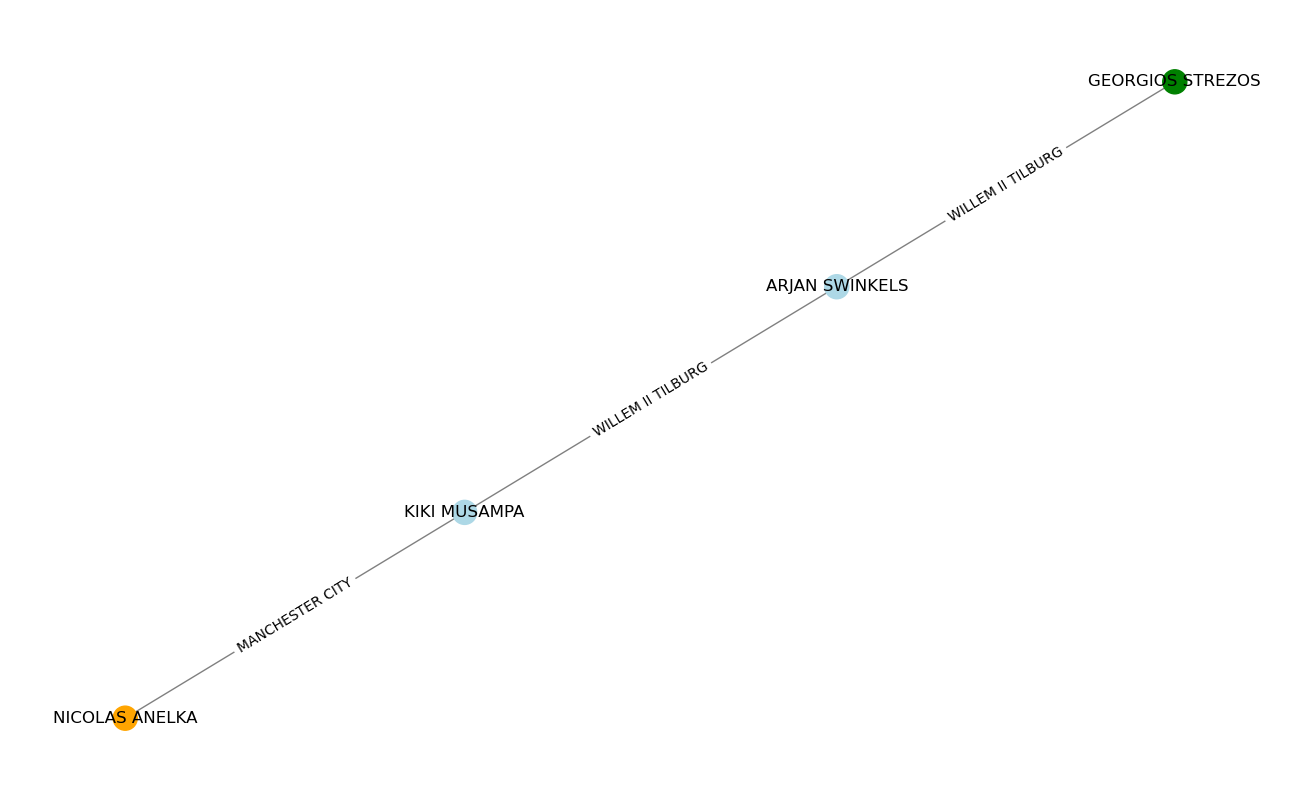 GEORGIOS STREZOS
WILLEM II TILBURG
ARJAN SWINKELS
WILLEM II TILBURG
KIKI MUSAMPA
MANCHESTER CITY
NICOLAS ANELKA